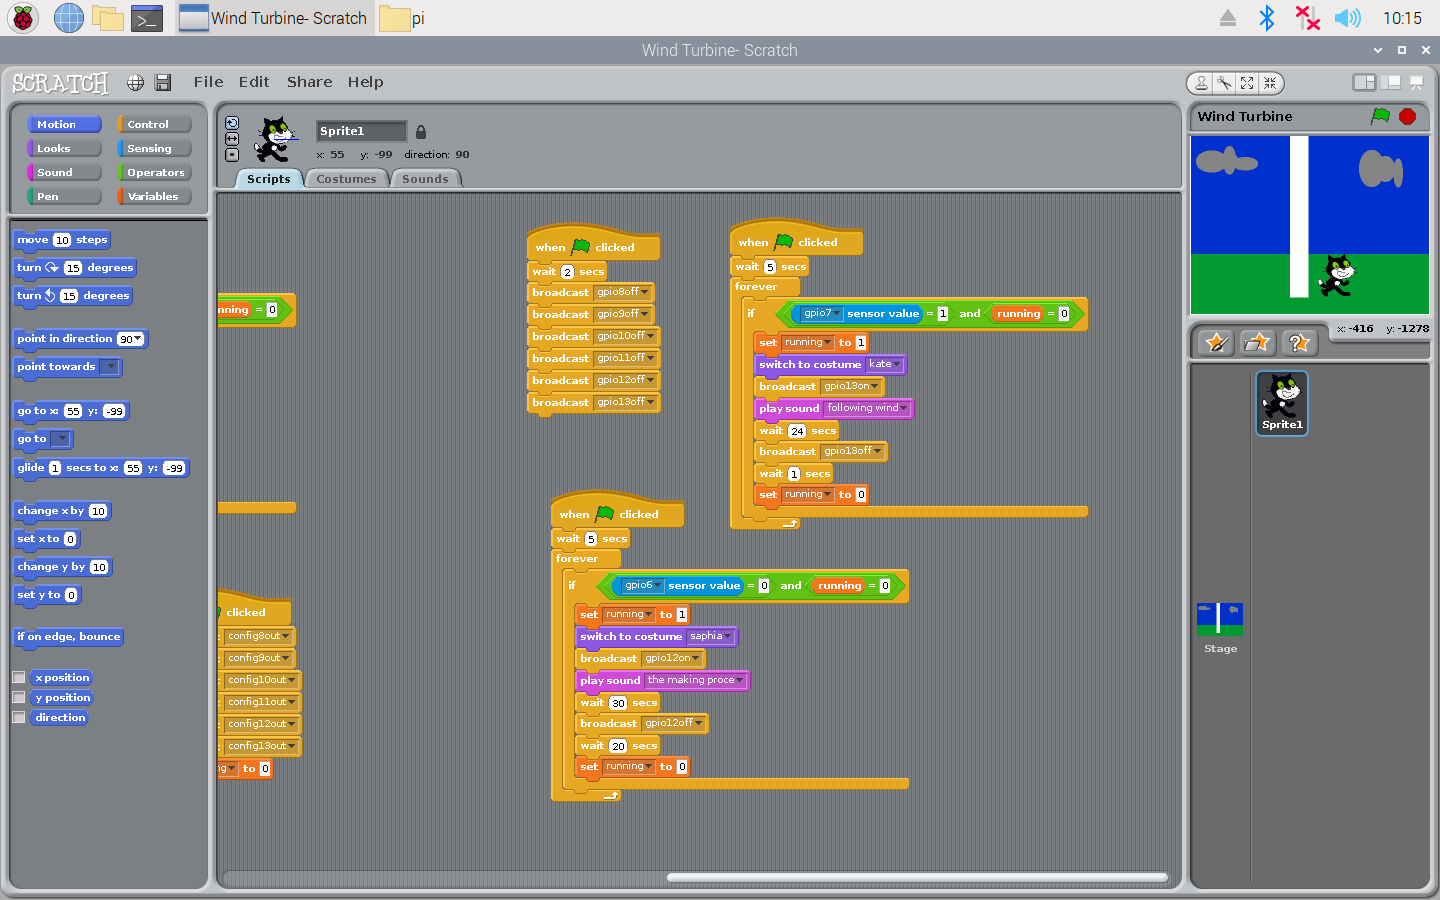 Wind Turbine- Scratch
pi
10:15
Wind Turbine- Scratch
SCRATCH
File Edit Share Help
Motion Control
Looks Sensing
Sound Operators
Pen Variables
move 10 steps
turn 15 degrees
turn 15 degrees
point in direction 90
point towards
go to x: 55 y: -99
go to
glide 1 secs to x: 55 y: -99
change x by 10
set x to 0
change y by 10
set y to 0
if on edge, bounce
x position
y position
direction
Sprite1
x: 55 y: -99 direction: 90
Scripts Costumes Sounds
= 0
clicked
config8out
config9out
config10out
config11out
config12out
config13out
to 0
when clicked
wait 2 secs
broadcast gpio8off
broadcast gpio9off
broadcast gpio10off
broadcast gpio11off
broadcast gpio12off
broadcast gpio13off
when clicked
wait 5 secs
forever
if gpio7 sensor value = 1 and running = 0
set running to 1
switch to costume kate
broadcast gpio13on
play sound following wind
wait 24 secs
broadcast gpio13off
wait 1 secs
set running to 0
when clicked
wait 5 secs
forever
if gpio6 sensor value = 0 and running = 0
set running to 1
switch to costume saphia
broadcast gpio12on
play sound the making proce
wait 30 secs
broadcast gpio12off
wait 20 secs
set running to 0
Wind Turbine
x: -416 y: -1278
Sprite1
Stage